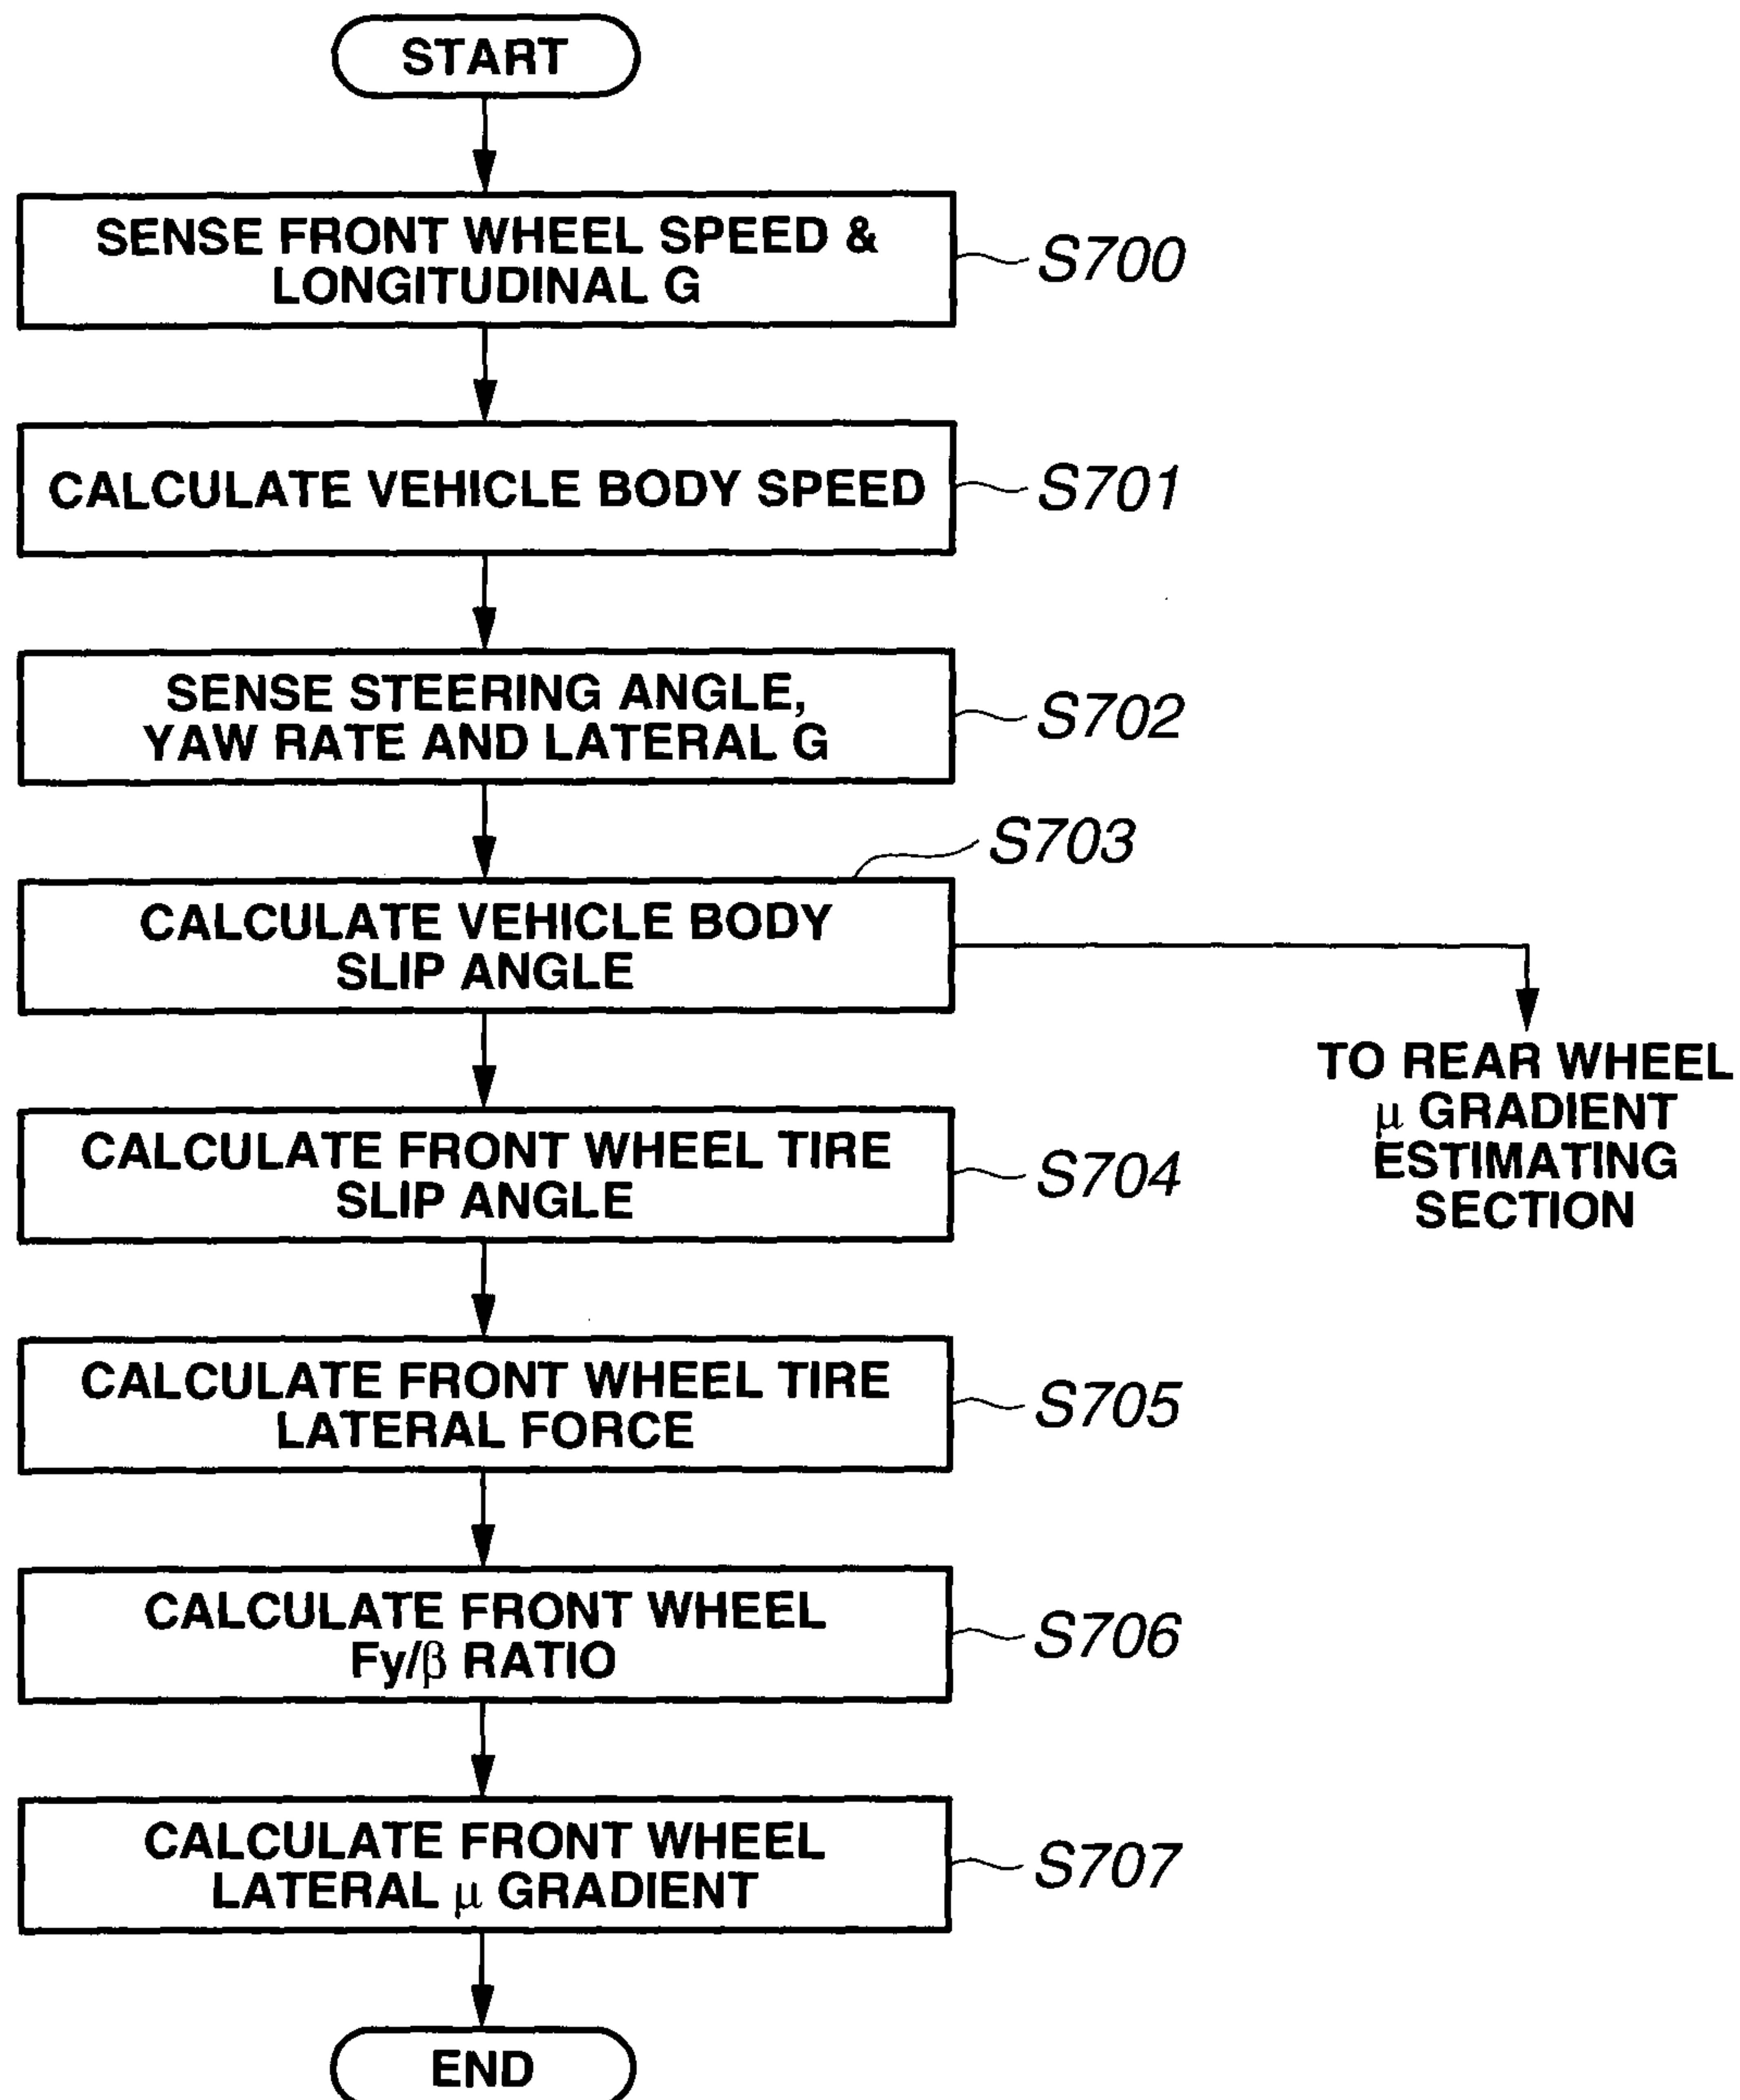 START
SENSE FRONT WHEEL SPEED &
LONGITUDINAL G
S700
CALCULATE VEHICLE BODY SPEED
S701
SENSE STEERING ANGLE,
YAW RATE AND LATERAL G
S702
S703
CALCULATE VEHICLE BODY
SLIP ANGLE
TO REAR WHEEL
μ GRADIENT
ESTIMATING
SECTION
CALCULATE FRONT WHEEL TIRE
SLIP ANGLE
S704
CALCULATE FRONT WHEEL TIRE
LATERAL FORCE
S705
CALCULATE FRONT WHEEL
Fy/β RATIO
S706
CALCULATE FRONT WHEEL
LATERAL μ GRADIENT
S707
END